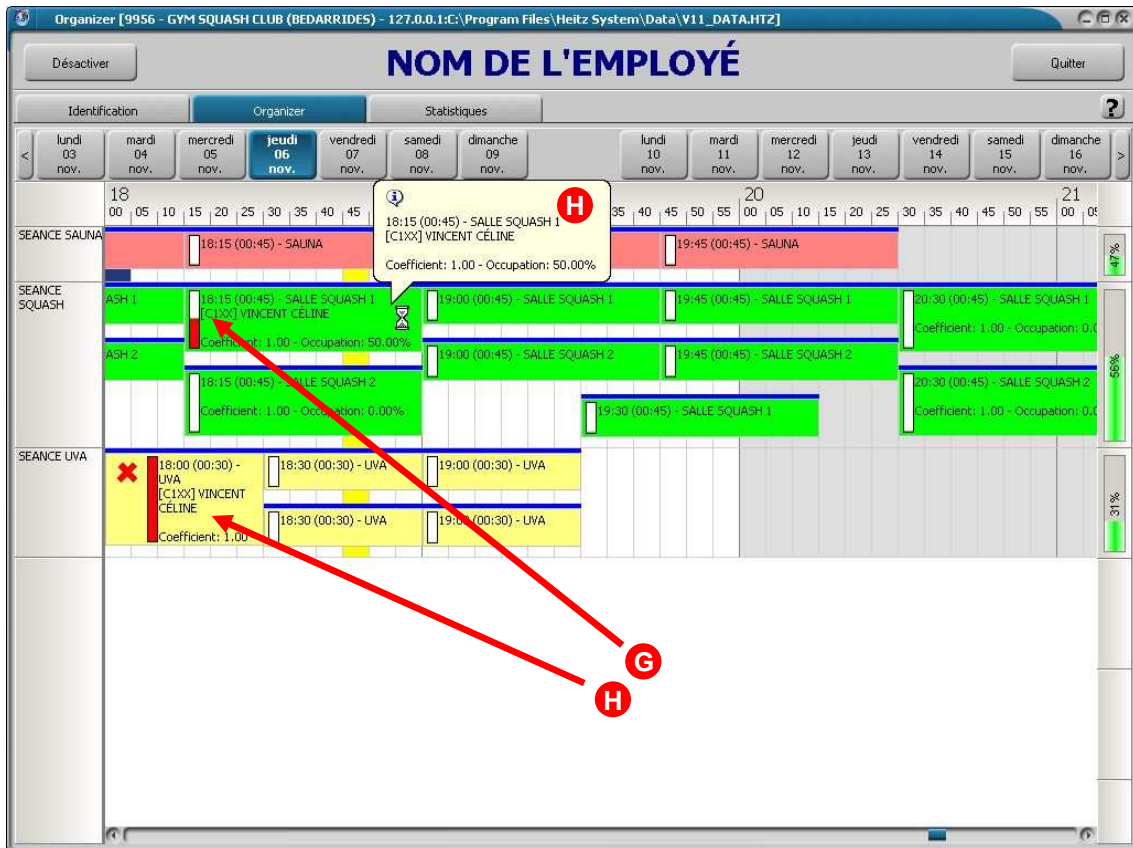 Organizer [9956 - GYM SQUASH CLUB (BEDARRIDES) - 127.0.0.1:C:\Program Files\Heitz System\Data\V11_DATA.HTZ]
Désactiver
NOM DE L'EMPLOYÉ
Quitter
Identification
Organizer
Statistiques
?
<
lundi
03
nov.
mardi
04
nov.
mercredi
05
nov.
jeudi
06
nov.
vendredi
07
nov.
samedi
08
nov.
dimanche
09
nov.
lundi
10
nov.
mardi
11
nov.
mercredi
12
nov.
jeudi
13
nov.
vendredi
14
nov.
samedi
15
nov.
dimanche
16
nov.
>
18
20
21
00 05 10 15 20 25 30 35 40 45
35 40 45 50 55 00 05 10 15 20 25 30 35 40 45 50 55 00
18:15 (00:45) - SALLE SQUASH 1
[C1XX] VINCENT CÉLINE
Coefficient: 1.00 - Occupation: 50.00%
H
SEANCE SAUNA
18:15 (00:45) - SAUNA
19:45 (00:45) - SAUNA
47%
SEANCE
SQUASH
ASH 1
18:15 (00:45) - SALLE SQUASH 1
[C1XX] VINCENT CÉLINE
Coefficient: 1.00 - Occupation: 50.00%
19:00 (00:45) - SALLE SQUASH 1
19:45 (00:45) - SALLE SQUASH 1
20:30 (00:45) - SALLE SQUASH 1
Coefficient: 1.00 - Occupation: 0.0
ASH 2
19:00 (00:45) - SALLE SQUASH 2
19:45 (00:45) - SALLE SQUASH 2
56%
18:15 (00:45) - SALLE SQUASH 2
Coefficient: 1.00 - Occupation: 0.00%
19:30 (00:45) - SALLE SQUASH 1
20:30 (00:45) - SALLE SQUASH 2
Coefficient: 1.00 - Occupation: 0.0
SEANCE UVA
18:00 (00:30) -
UVA
[C1XX] VINCENT
CÉLINE
Coefficient: 1.00
18:30 (00:30) - UVA
19:00 (00:30) - UVA
18:30 (00:30) - UVA
19:00 (00:30) - UVA
31%
G
H